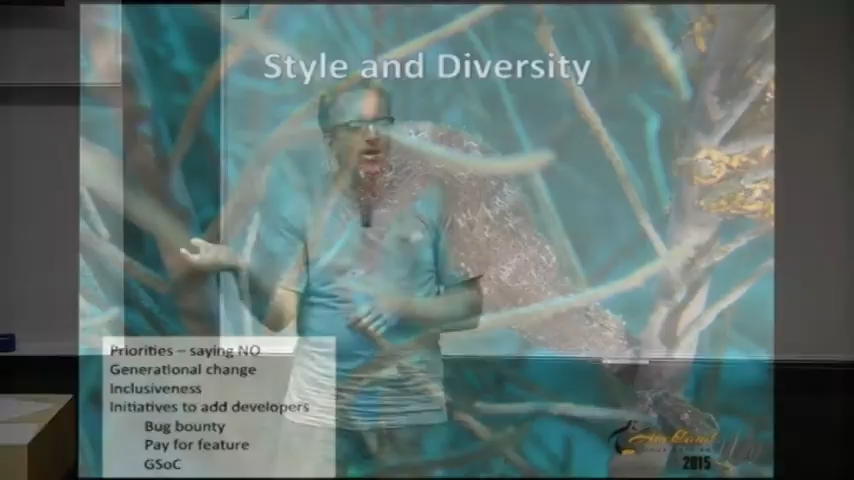 Style and Diversity
Priorities – saying NO
Generational change
Inclusiveness
Initiatives to add developers
Bug bounty
Pay for feature
GSoC
2015